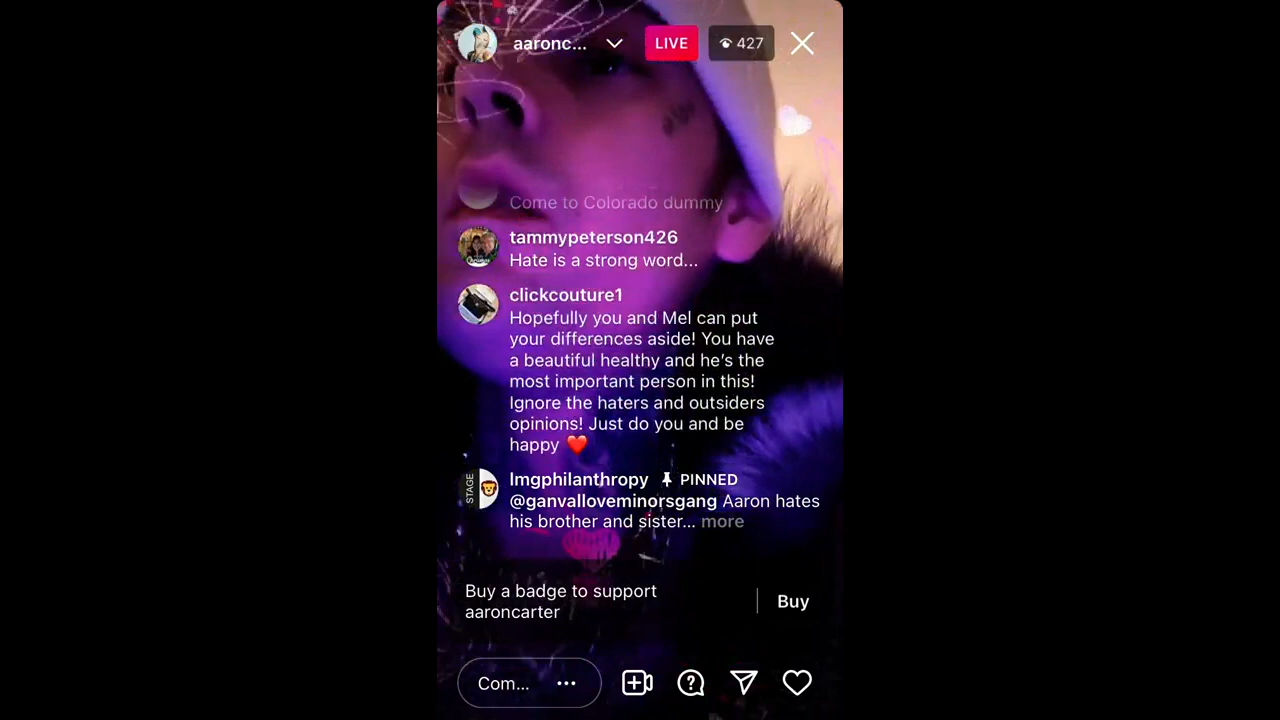 aaronc...
LIVE
427
Come to Colorado dummy
tammypeterson426
Hate is a strong word...
clickcouture1
Hopefully you and Mel can put
your differences aside! You have
a beautiful healthy and he's the
most important person in this!
Ignore the haters and outsiders
opinions! Just do you and be
happy ❤️
STAGE
lmgphilanthropy PINNED
@ganvalloveminorsgang Aaron hates
his brother and sister... more
Buy a badge to support
aaroncarter
Buy
Com...